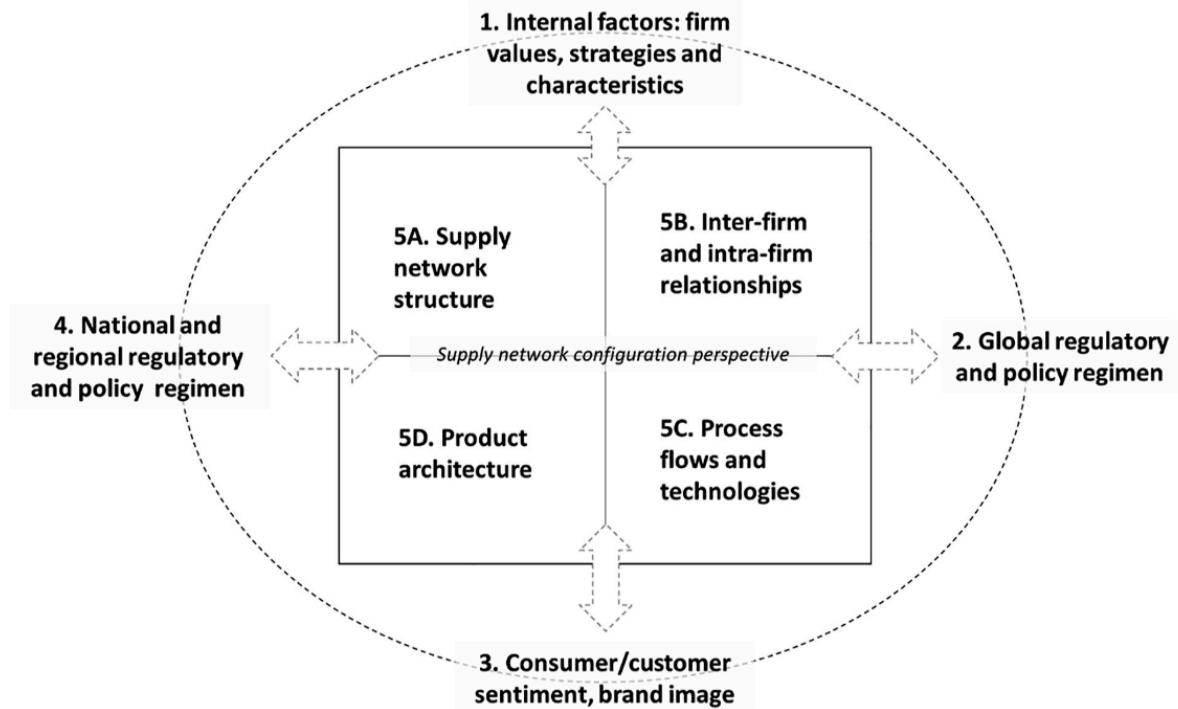 1. Internal factors: firm
values, strategies and
characteristics
5A. Supply
network
structure
5B. Inter-firm
and intra-firm
relationships
4. National and
regional regulatory
and policy regimen
Supply network configuration perspective
2. Global regulatory
and policy regimen
5D. Product
architecture
5C. Process
flows and
technologies
3. Consumer/customer
sentiment, brand image